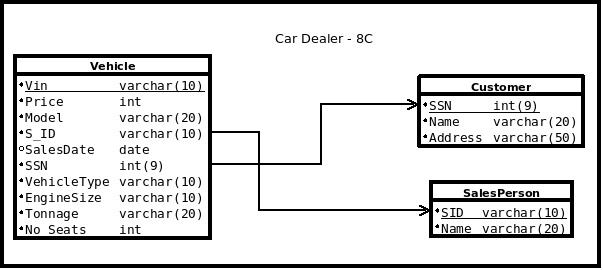 Car Dealer - 8C
Vehicle
Vin varchar(10)
Price int
Model varchar(20)
S_ID varchar(10)
SalesDate date
SSN int(9)
VehicleType varchar(10)
EngineSize varchar(10)
Tonnage varchar(20)
No Seats int
Customer
SSN int(9)
Name varchar(20)
Address varchar(50)
SalesPerson
SID varchar(10)
Name varchar(20)